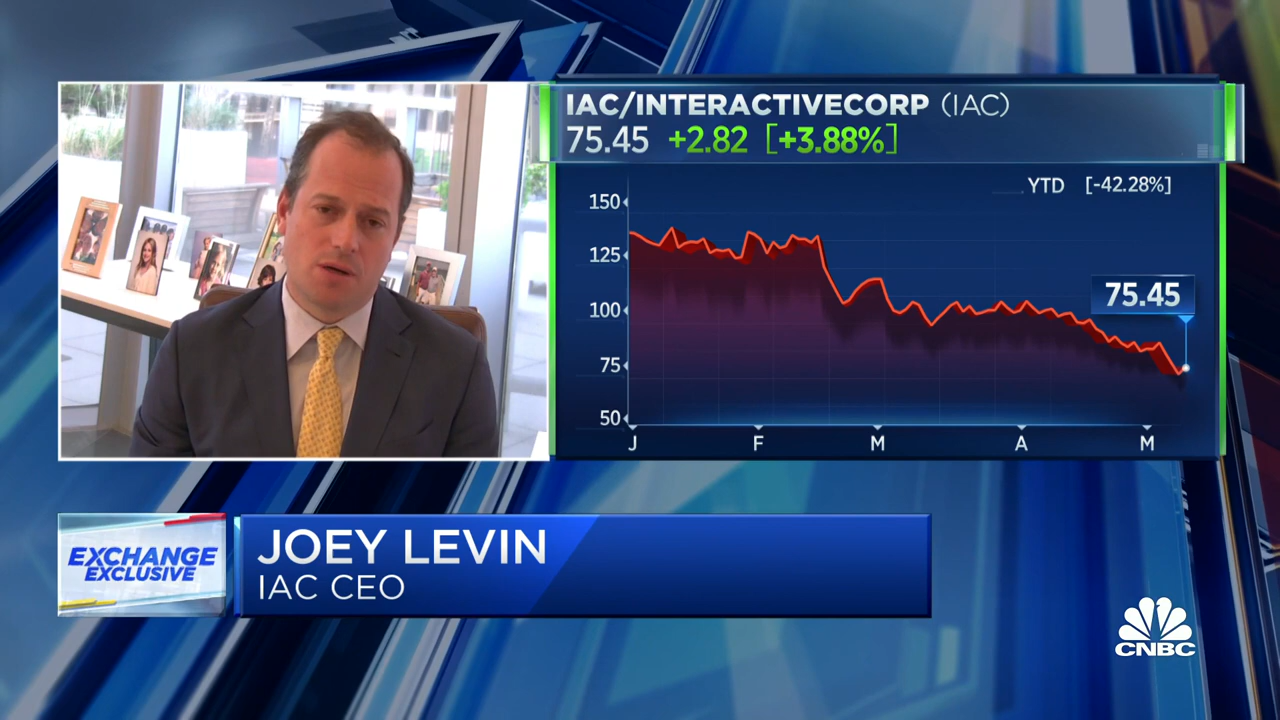 IAC/INTERACTIVECORP (IAC)
75.45 +2.82 [+3.88%]
YTD [-42.28%]
150
125
100
75
50
75.45
J F M A M
EXCHANGE
EXCLUSIVE
JOEY LEVIN
IAC CEO
CNBC